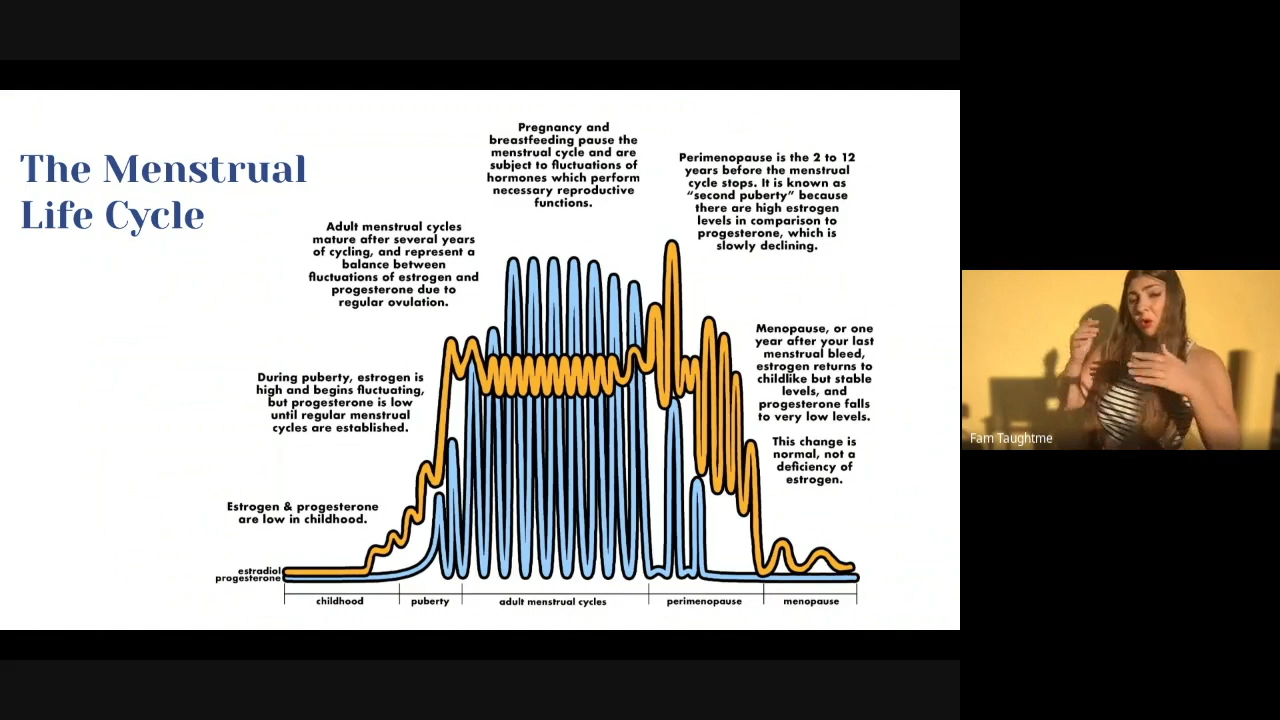 The Menstrual
Life Cycle
Pregnancy and
breastfeeding pause the
menstrual cycle and are
subject to fluctuations of
hormones which perform
necessary reproductive
functions.
Perimenopause is the 2 to 12
years before the menstrual
cycle stops. It is known as
“second puberty” because
there are high estrogen
levels in comparison to
progesterone, which is
slowly declining.
Adult menstrual cycles
mature after several years
of cycling, and represent a
balance between
fluctuations of estrogen and
progesterone due to
regular ovulation.
Menopause, or one
year after your last
menstrual bleed,
estrogen returns to
childlike but stable
levels, and
progesterone falls
to very low levels.
This change is
normal, not a
deficiency of
estrogen.
During puberty, estrogen is
high and begins fluctuating,
but progesterone is low
until regular menstrual
cycles are established.
Estrogen & progesterone
are low in childhood.
estradiol
progesterone
childhood
puberty
adult menstrual cycles
perimenopause
menopause
Fam Taughtme